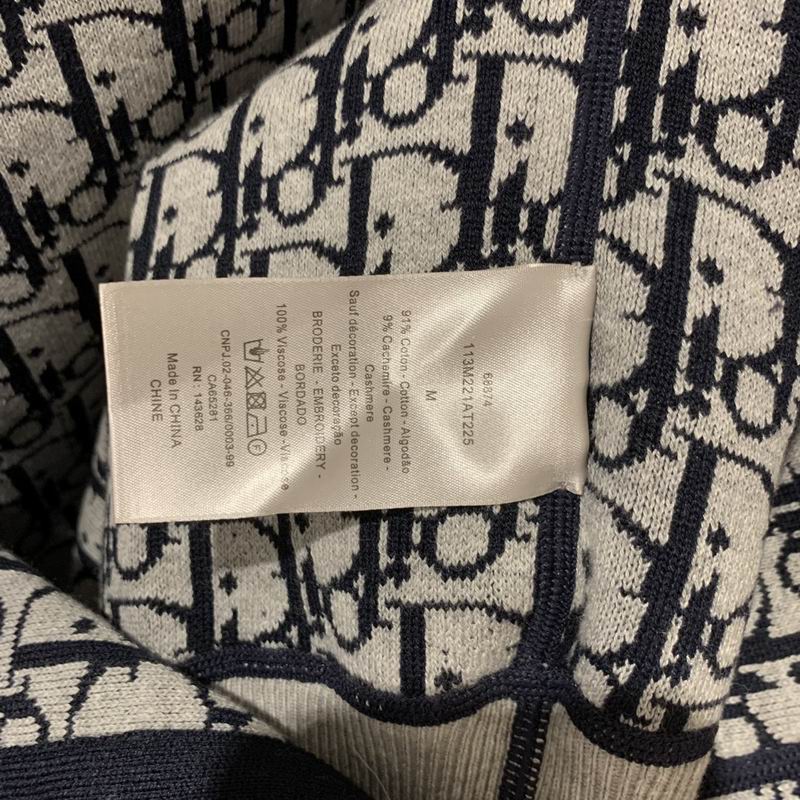 68874
113M221AT225
M
91% Coton - Cotton - Algodão
9% Cachemire - Cashmere -
Cashmere
Sauf décoration - Except decoration -
Exceto decoração
BRODERIE - EMBROIDERY -
BORDADO
100% Viscose - Viscose - Viscose
CNPJ.02-046-366/0003-99
CA65281
RN: 143628
Made In CHINA
CHINE